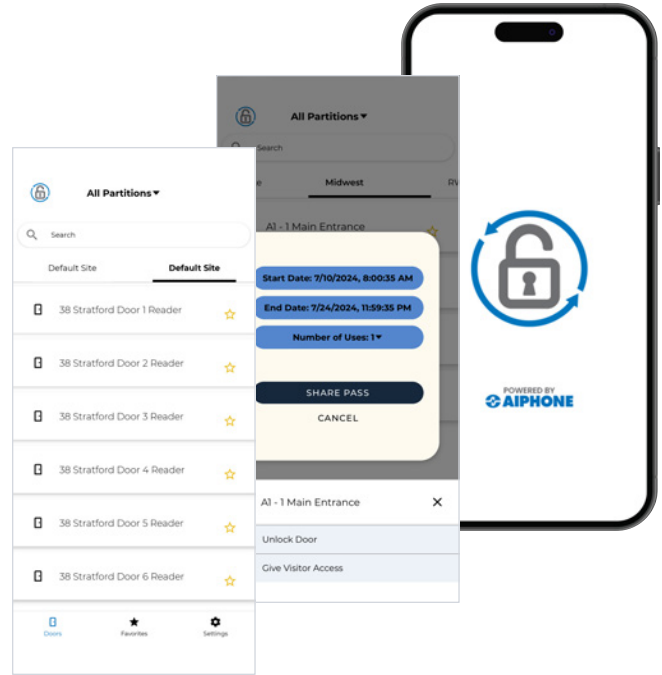 All Partitions▼
Search
Default Site
Default Site
38 Stratford Door 1 Reader
38 Stratford Door 2 Reader
38 Stratford Door 3 Reader
38 Stratford Door 4 Reader
38 Stratford Door 5 Reader
38 Stratford Door 6 Reader
Doors
Favorites
Settings
All Partitions▼
Search
e
Midwest
RV
A1 - 1 Main Entrance
Start Date: 7/10/2024, 8:00:35 AM
End Date: 7/24/2024, 11:59:35 PM
Number of Uses: 1▼
SHARE PASS
CANCEL
A1 - 1 Main Entrance
Unlock Door
Give Visitor Access
POWERED BY
AIPHONE